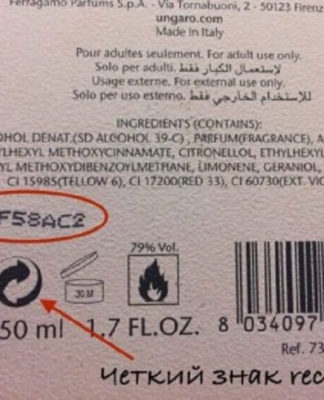 Ferragamo Parfums S.p.A. - Via Tornabuoni, 2 - 50123 Firenz
ungaro.com
Made in Italy
Pour adultes seulement. For adult use only.
Solo per adulti. لاستعمال الكبار فقط.
Usage externe. For external use only.
Solo per uso esterno. للاستخدام الخارجي فقط.
INGREDIENTS (CONTAINS):
OHOL DENAT.(SD ALCOHOL 39-C), PARFUM(FRAGRANCE), A
YLHEXYL METHOXYCINNAMATE, CITRONELLOL, ETHYLHEXYL
YL METHOXYDIBENZOYLMETHANE, LIMONENE, GERANIOL,
CI 15985(YELLOW 6), CI 17200(RED 33), CI 60730(EXT. VIO
F58AC2
79% Vol.
30 M
50 ml 1.7 FL.OZ.
8 034097
Ref. 73
Четкий знак rec